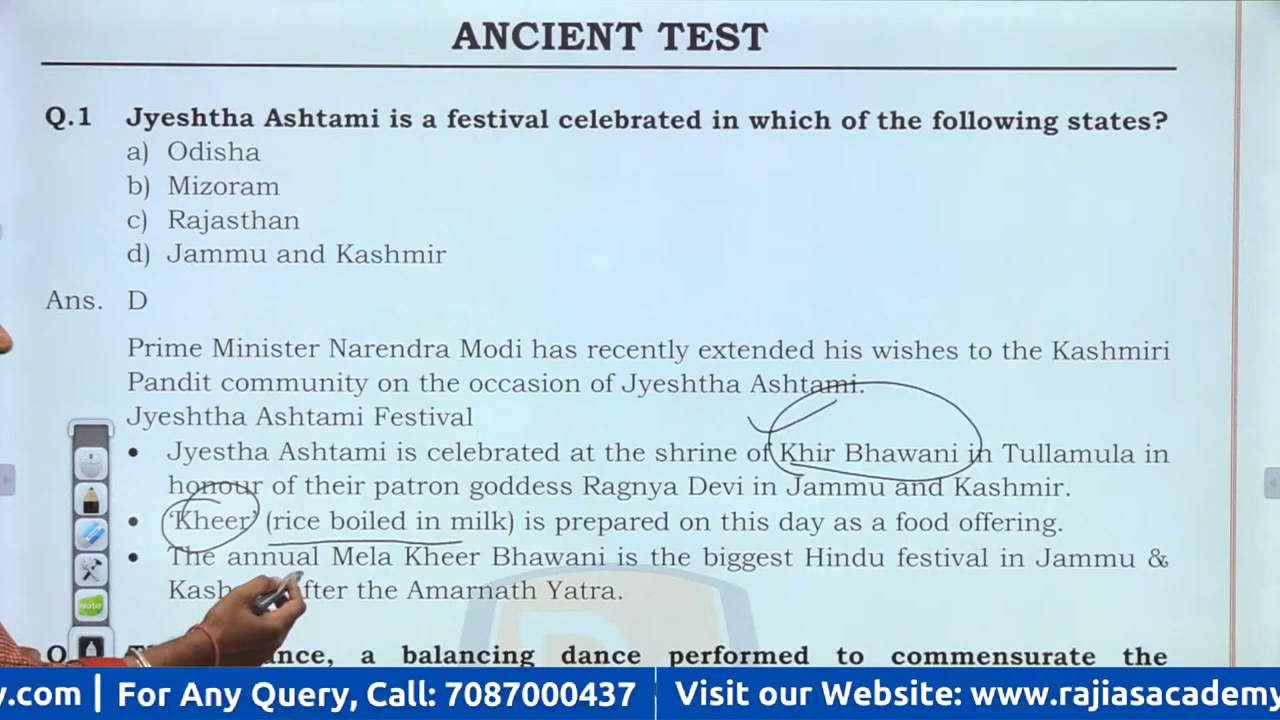 ANCIENT TEST
Q.1 Jyeshtha Ashtami is a festival celebrated in which of the following states?
a) Odisha
b) Mizoram
c) Rajasthan
d) Jammu and Kashmir
Ans. D
Prime Minister Narendra Modi has recently extended his wishes to the Kashmiri
Pandit community on the occasion of Jyeshtha Ashtami.
Jyeshtha Ashtami Festival
• Jyestha Ashtami is celebrated at the shrine of Khir Bhawani in Tullamula in
honour of their patron goddess Ragnya Devi in Jammu and Kashmir.
• 'Kheer' (rice boiled in milk) is prepared on this day as a food offering.
• The annual Mela Kheer Bhawani is the biggest Hindu festival in Jammu &
after the Amarnath Yatra.
Note
a balancing dance performed to commensurate the
y.com | For Any Query, Call: 7087000437 | Visit our Website: www.rajiasacademy